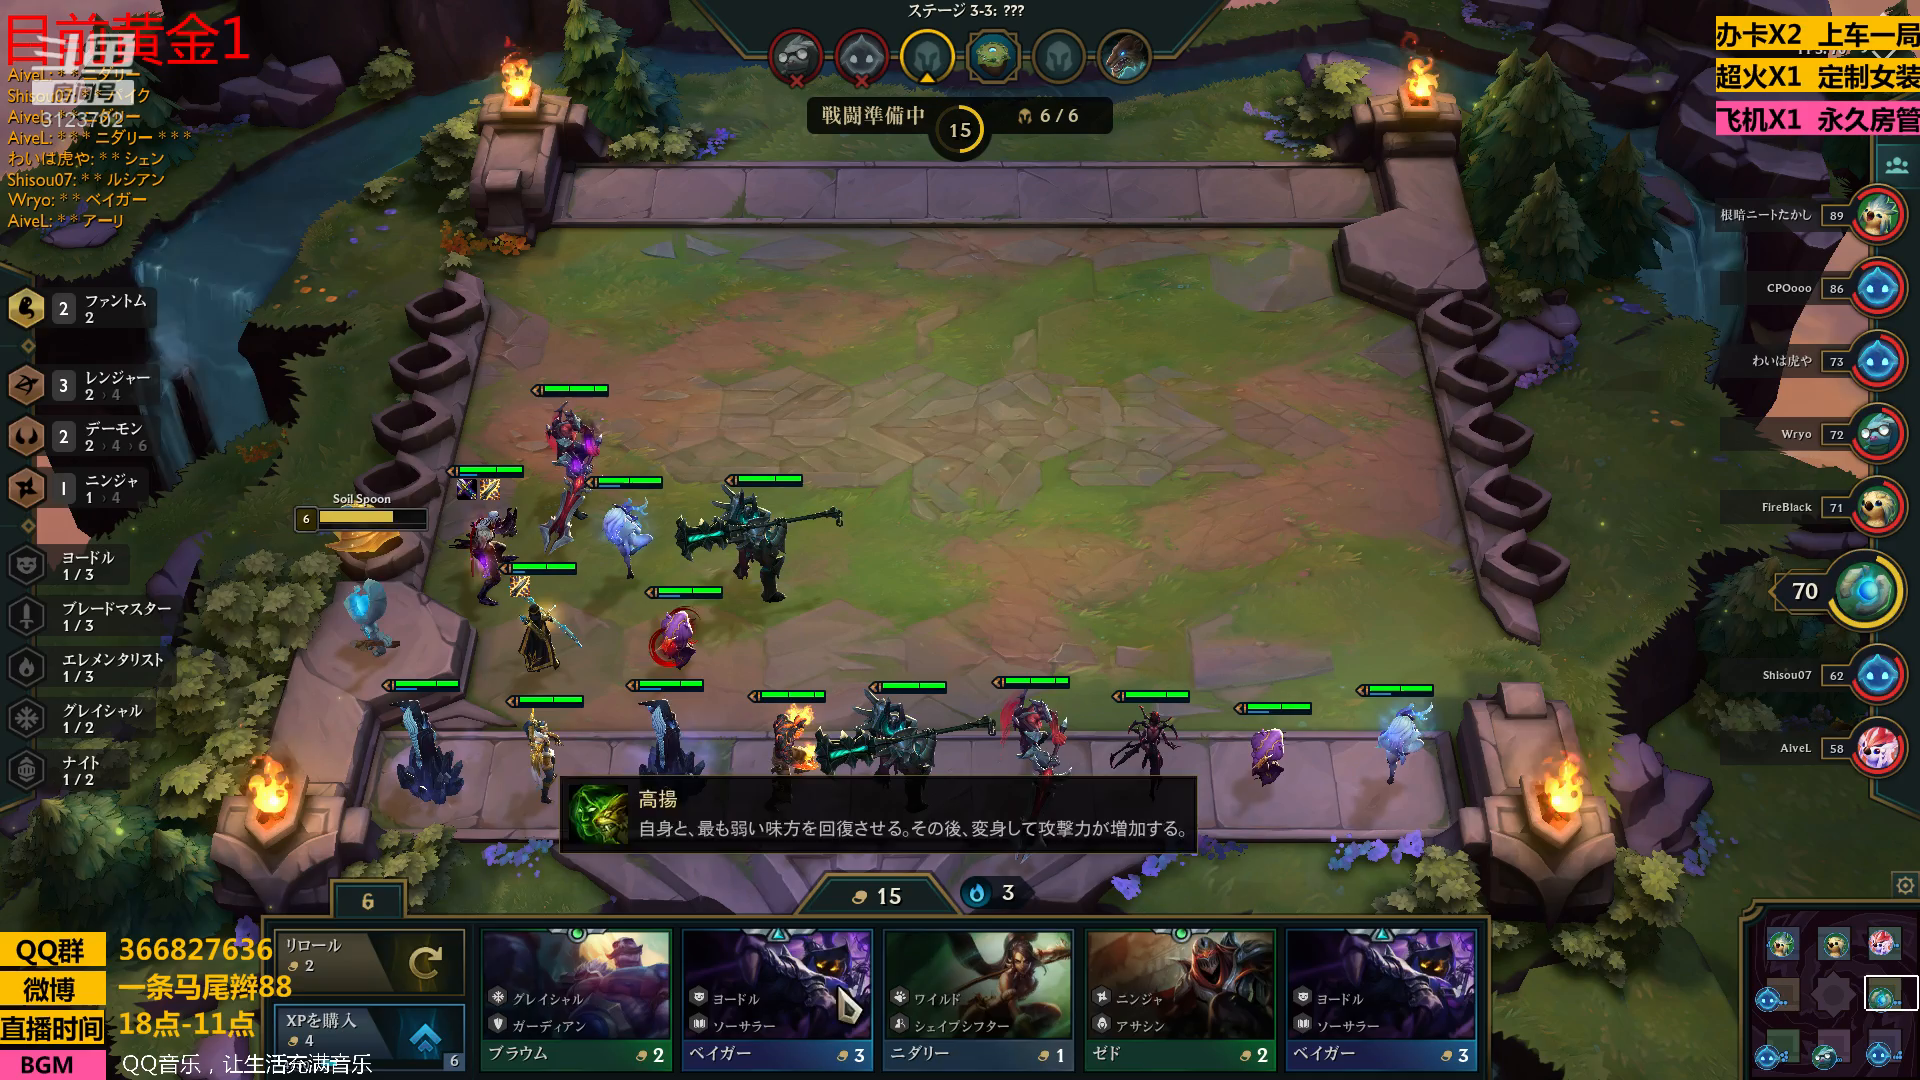 目前黄金1
ステージ 3-3: ???
办卡X2 上车一局
超火X1 定制女装
飞机X1 永久房管
AiveL: * * ニダリー
房间号
3123702
AiveL: * * * ニダリー * * *
わいは虎や: * * シェン
Shisou07: * * ルシアン
Wryo: * * ベイガー
AiveL: * * アーリ
戦闘準備中
15
6 / 6
根暗ニートたかし 89
CPOooo 86
わいは虎や 73
Wryo 72
FireBlack 71
70
Shisou07 62
AiveL 58
2 ファントム
2
3 レンジャー
2 › 4
2 デーモン
2 › 4 › 6
1 ニンジャ
1 › 4
ヨードル
1 / 3
ブレードマスター
1 / 3
エレメンタリスト
1 / 3
グレイシャル
1 / 2
ナイト
1 / 2
Soil Spoon
6
高揚
自身と、最も弱い味方を回復させる。その後、変身して攻撃力が増加する。
6
15
3
リロール
2
XPを購入
4
6
グレイシャル
ガーディアン
ブラウム 2
ヨードル
ソーサラー
ベイガー 3
ワイルド
シェイプシフター
ニダリー 1
ニンジャ
アサシン
ゼド 2
ヨードル
ソーサラー
ベイガー 3
QQ群 366827636
微博 一条马尾辫88
直播时间 18点-11点
BGM QQ音乐，让生活充满音乐